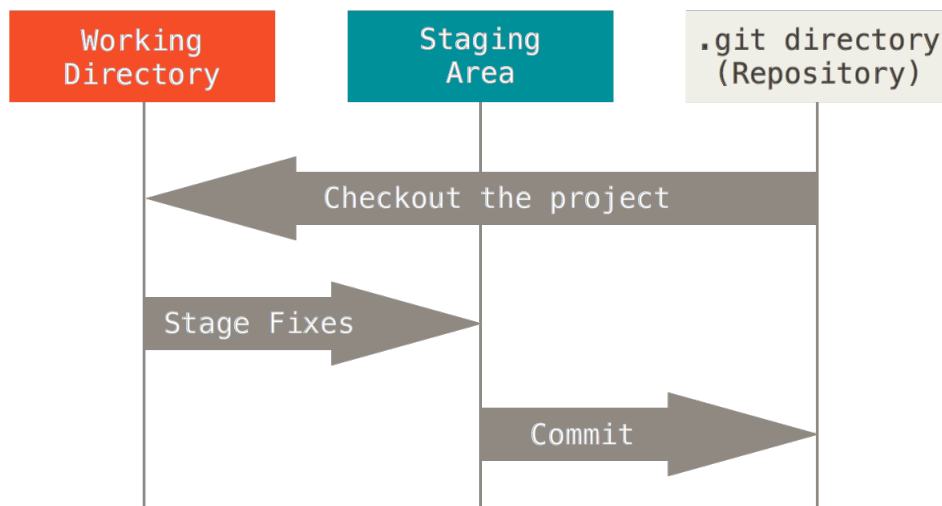 Working
Directory
Staging
Area
.git directory
(Repository)
Checkout the project
Stage Fixes
Commit